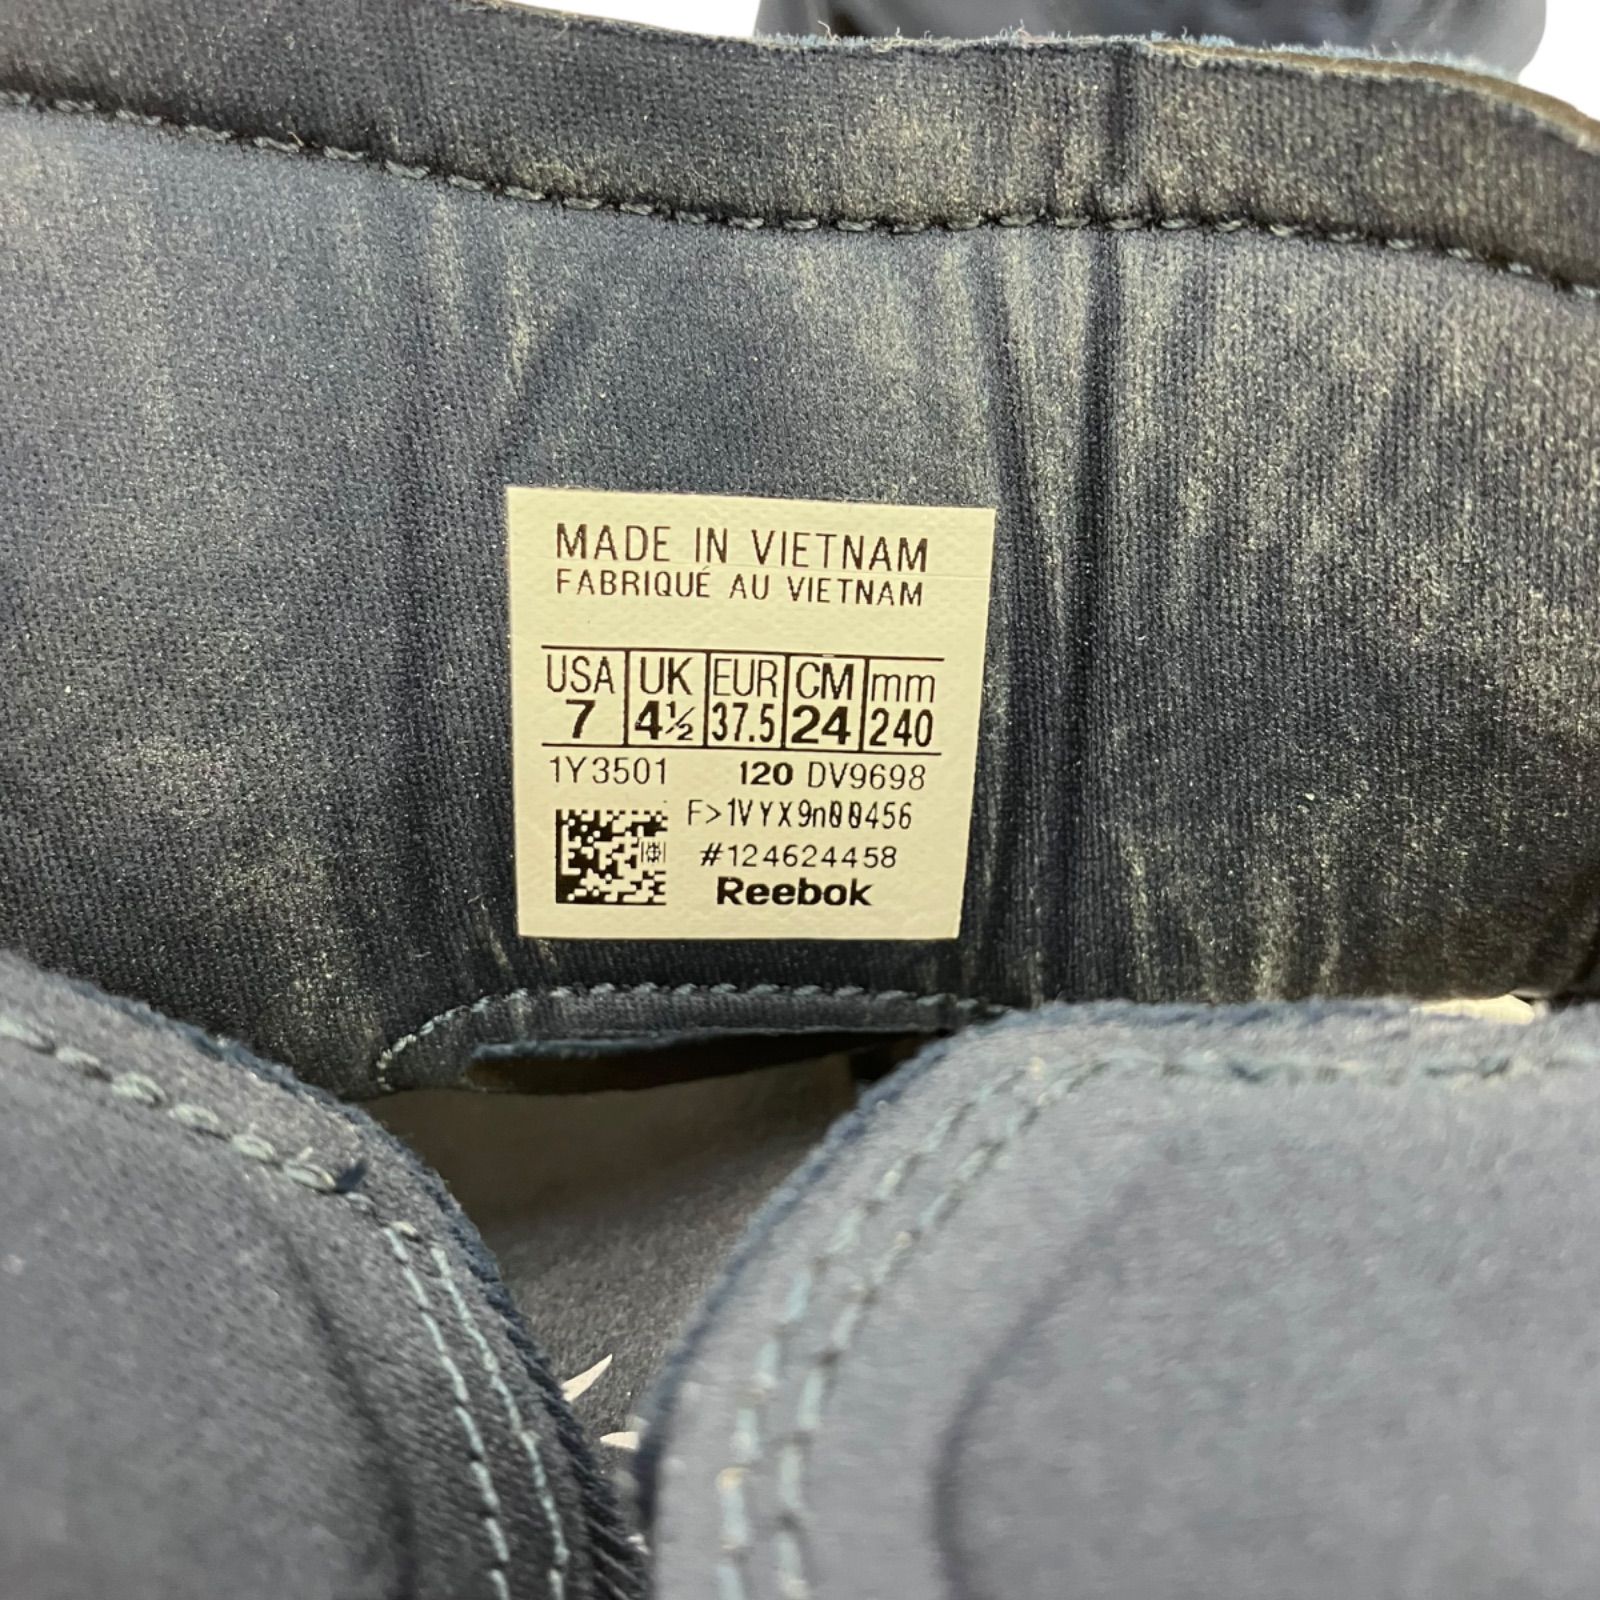 MADE IN VIETNAM
FABRIQUÉ AU VIETNAM
USA UK EUR CM mm
7 4½ 37.5 24 240
1Y3501 120 DV9698
F>1VYX9n00456
#124624458
Reebok